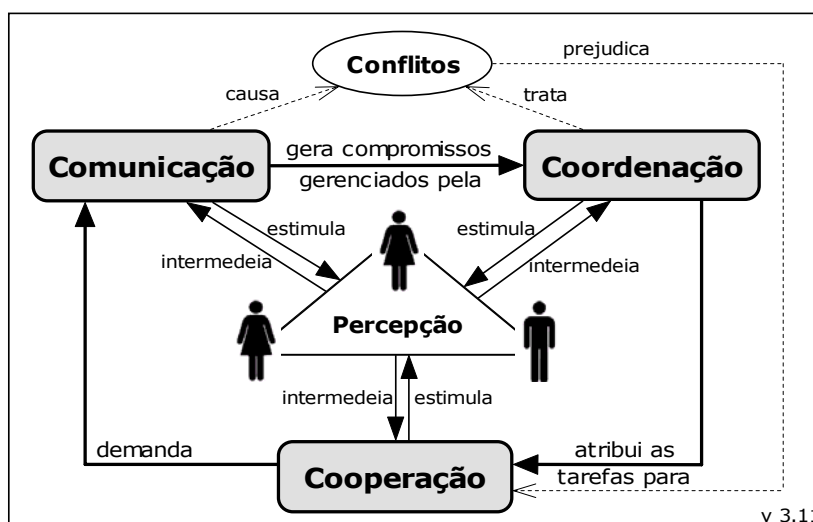 prejudica
Conflitos
causa
trata
Comunicação
gera compromissos
gerenciados pela
Coordenação
estimula
intermedeia
estimula
intermedeia
Percepção
intermedeia
estimula
demanda
Cooperação
atribui as
tarefas para